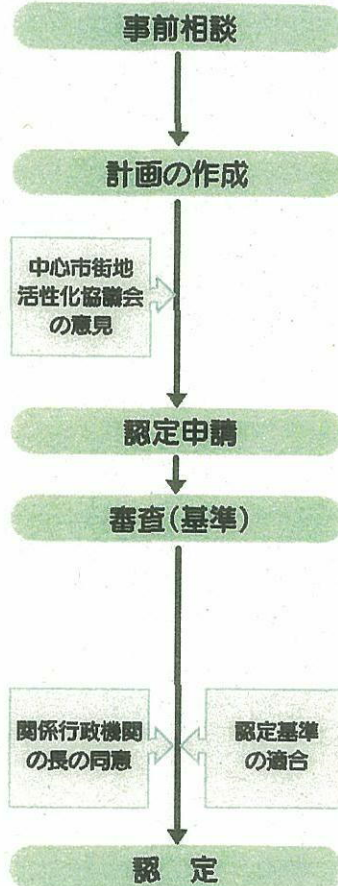 事前相談
計画の作成
中心市街地
活性化協議会
の意見
認定申請
審査(基準)
関係行政機関
の長の同意
認定基準
の適合
認 定